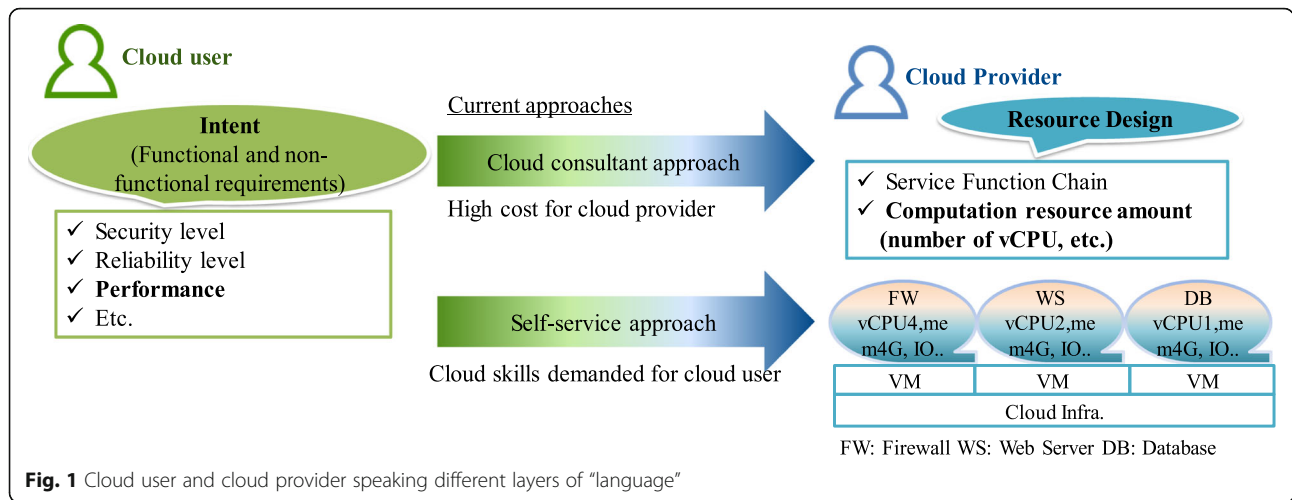 Cloud user
Intent
(Functional and non-
functional requirements)
✓ Security level
✓ Reliability level
✓ Performance
✓ Etc.
Current approaches
Cloud consultant approach
High cost for cloud provider
Self-service approach
Cloud skills demanded for cloud user
Cloud Provider
Resource Design
✓ Service Function Chain
✓ Computation resource amount
(number of vCPU, etc.)
FW
vCPU4,me
m4G, IO..
WS
vCPU2,me
m4G, IO..
DB
vCPU1,me
m4G, IO..
VM
VM
VM
Cloud Infra.
FW: Firewall WS: Web Server DB: Database
Fig. 1 Cloud user and cloud provider speaking different layers of “language”